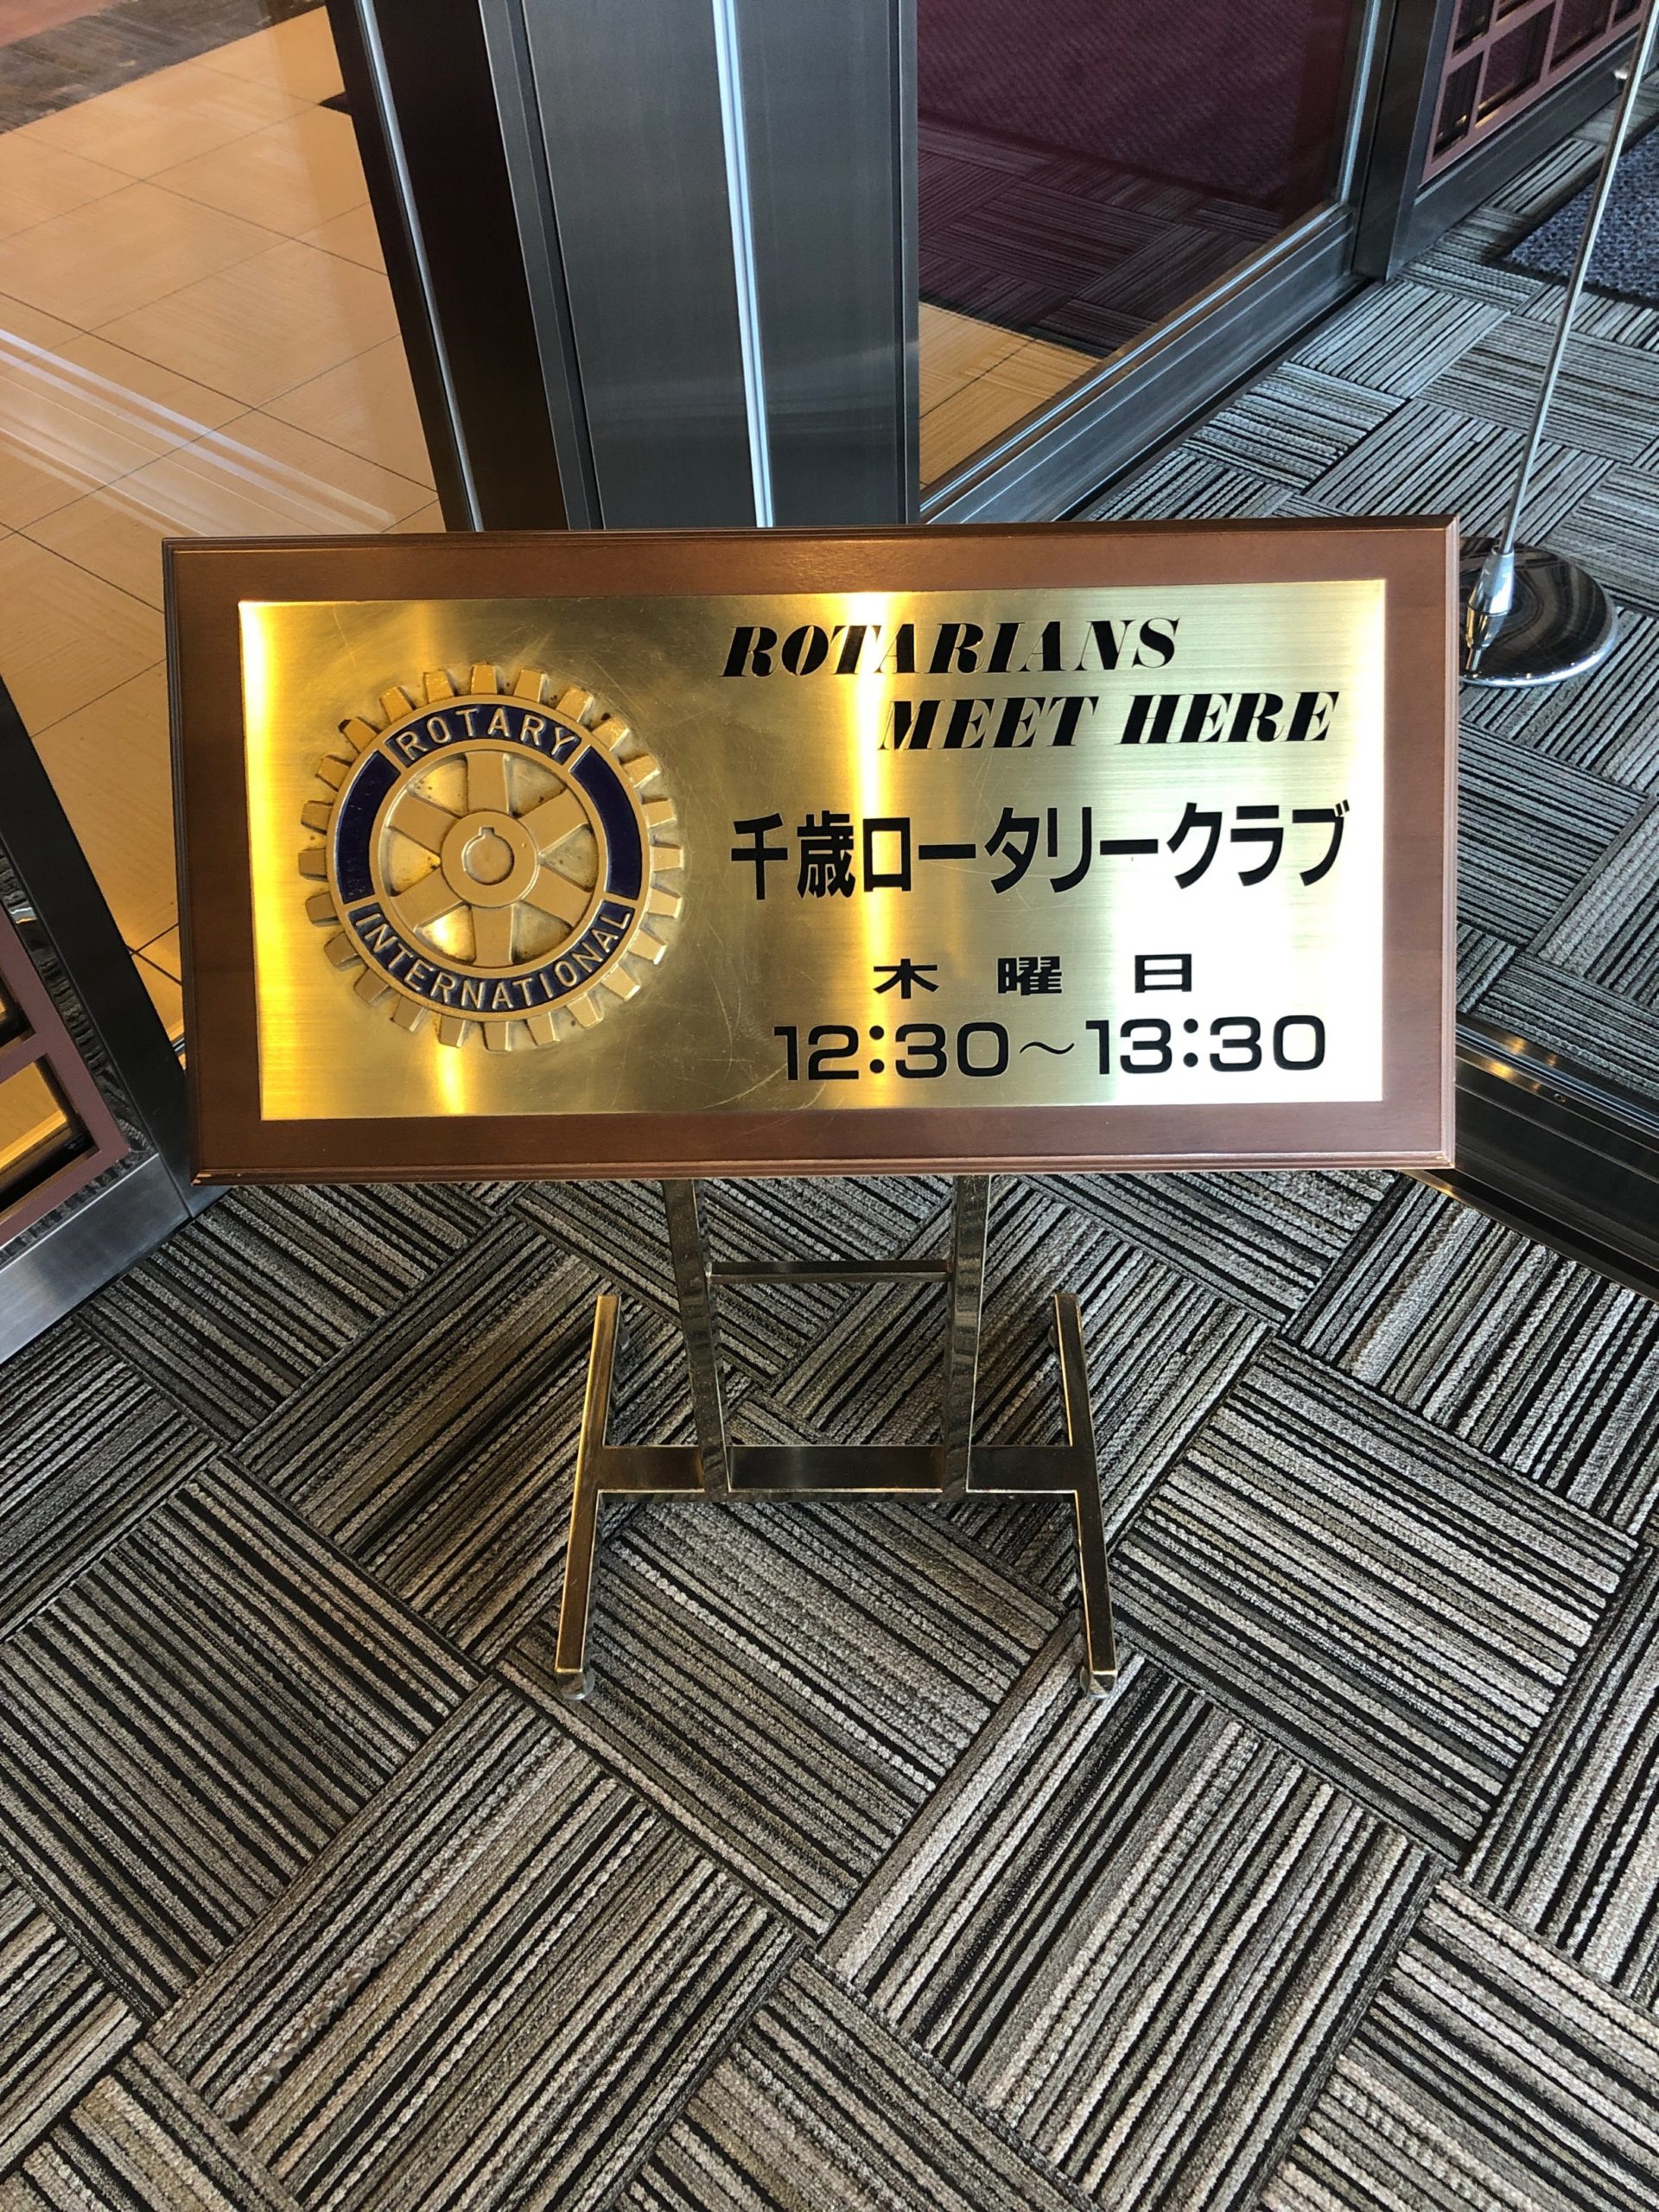 ROTARY
INTERNATIONAL
ROTARIANS
MEET HERE
千歳ロータリークラブ
木曜日
12:30〜13:30